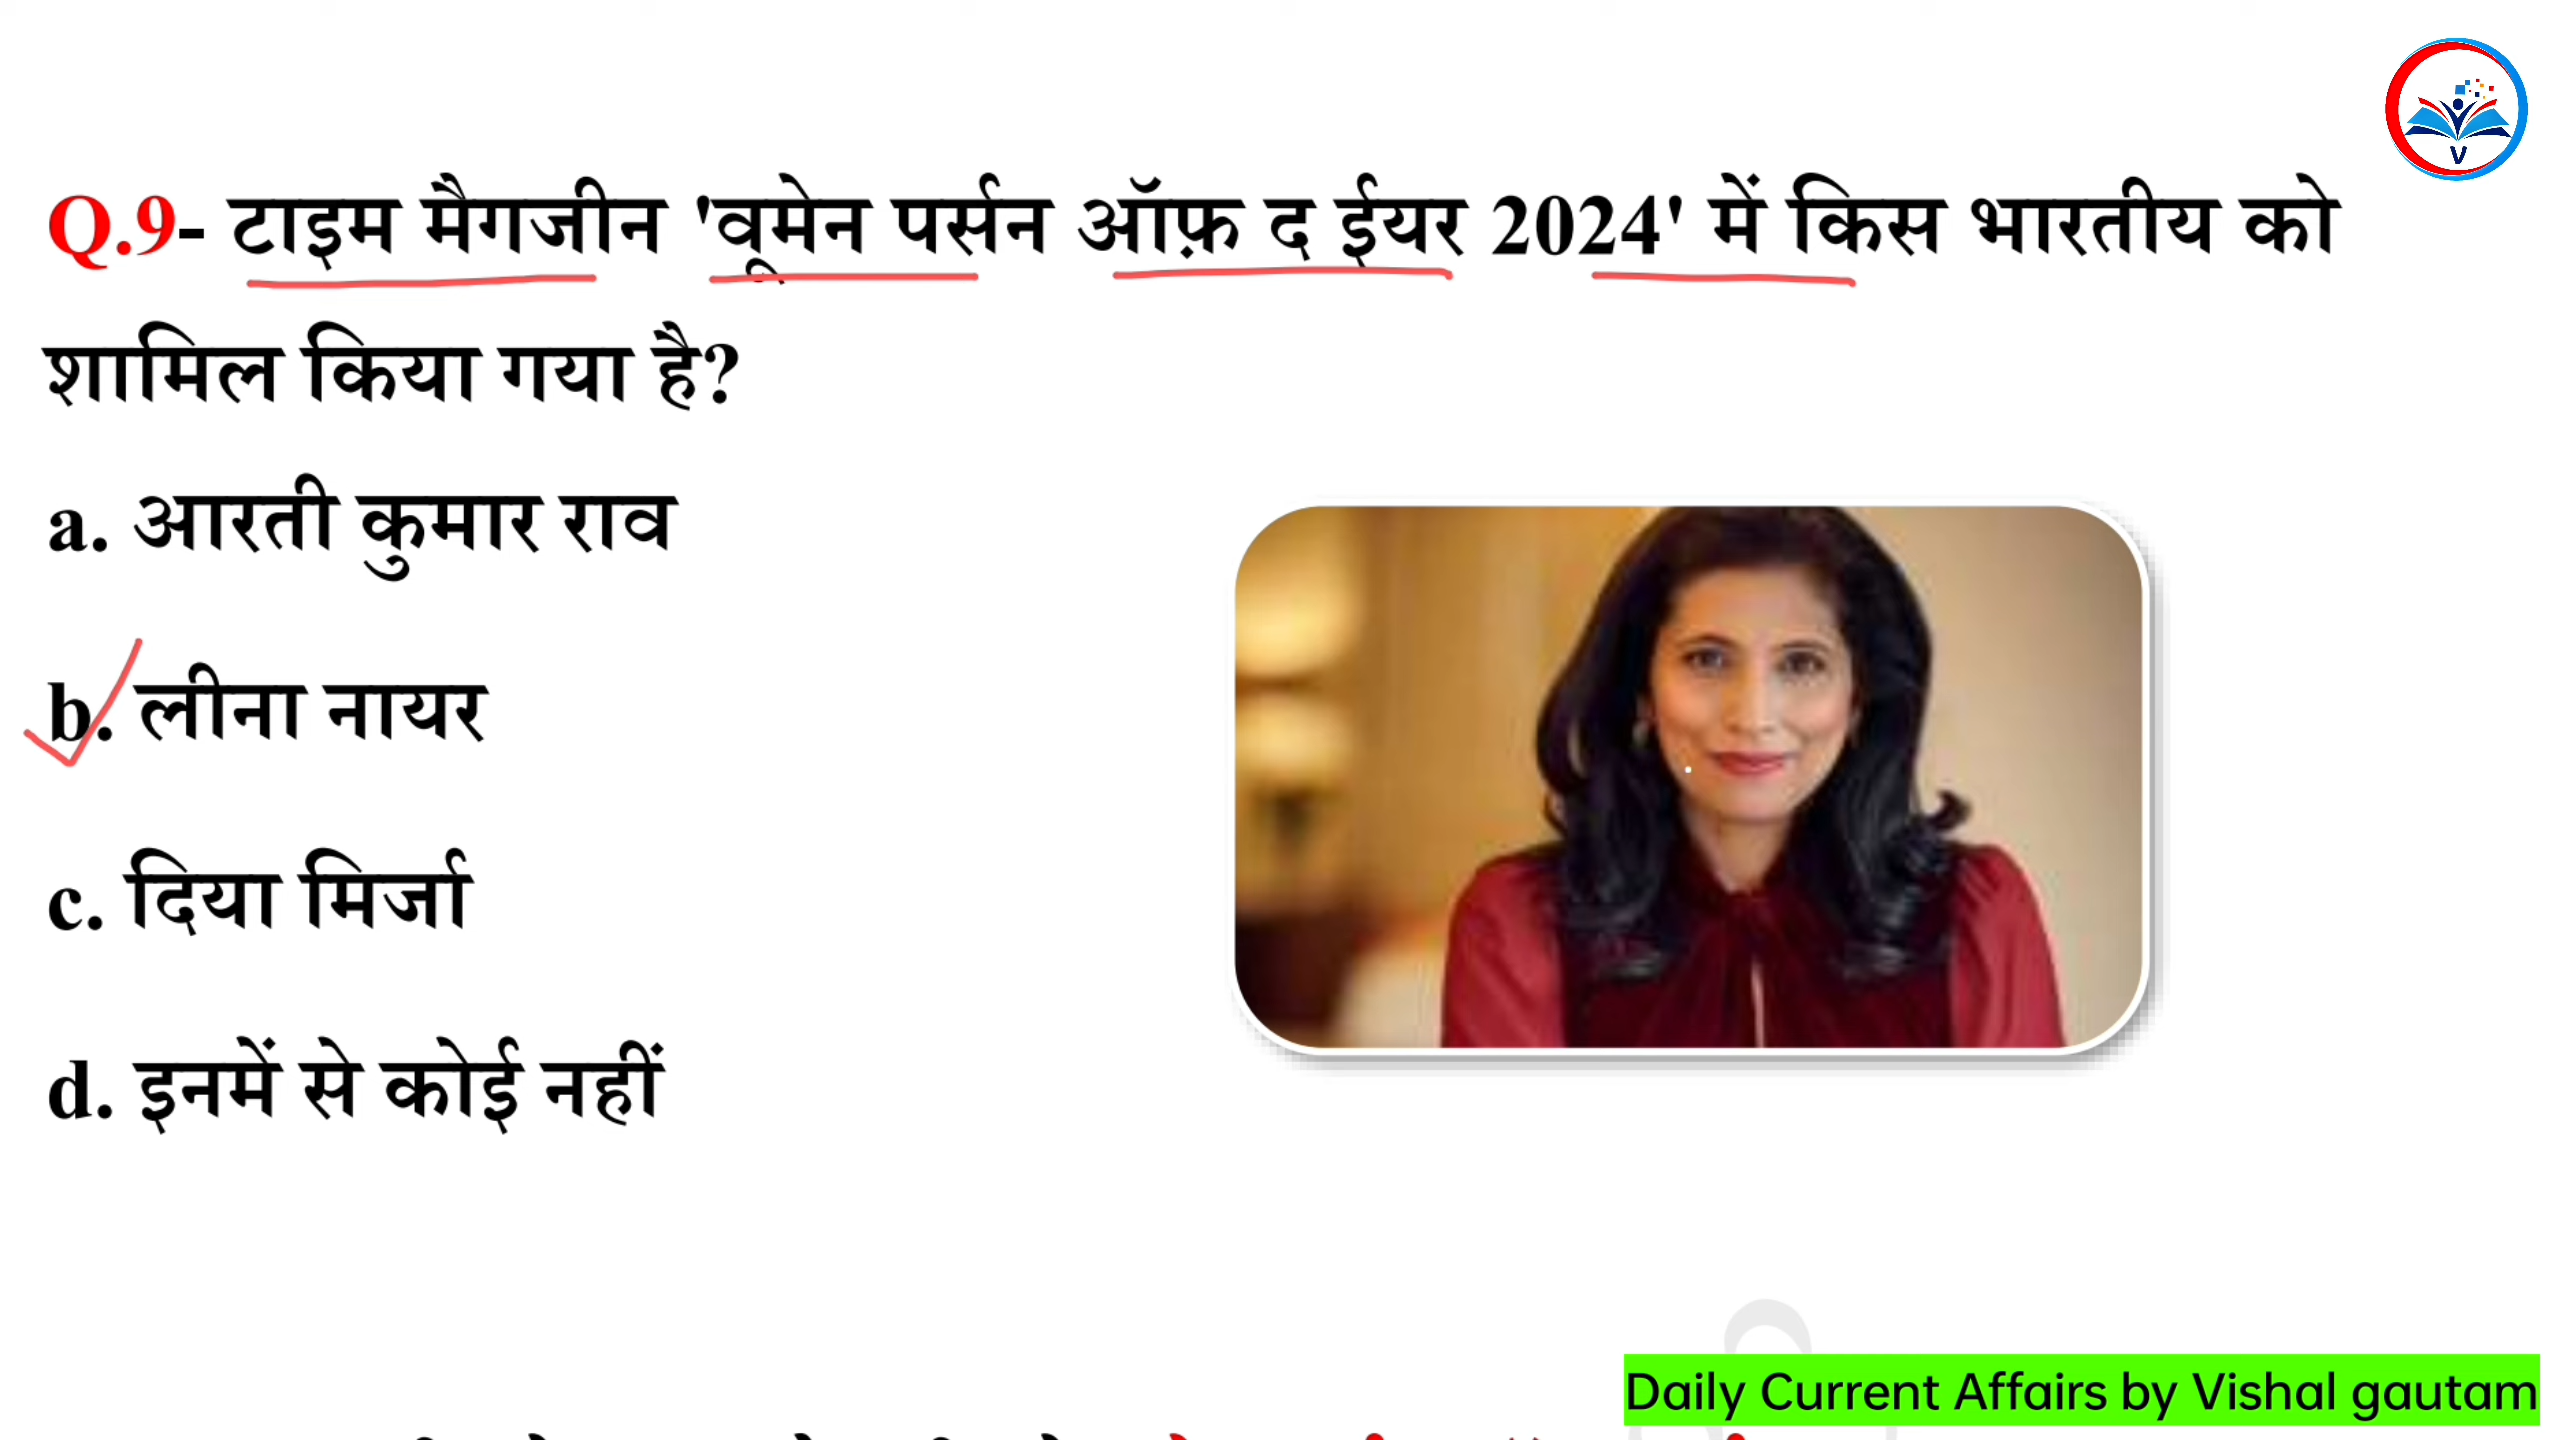 Q.9- टाइम मैगजीन 'वूमेन पर्सन ऑफ़ द ईयर 2024' में किस भारतीय को
शामिल किया गया है?
a. आरती कुमार राव
b. लीना नायर
c. दिया मिर्जा
d. इनमें से कोई नहीं
V
Daily Current Affairs by Vishal gautam